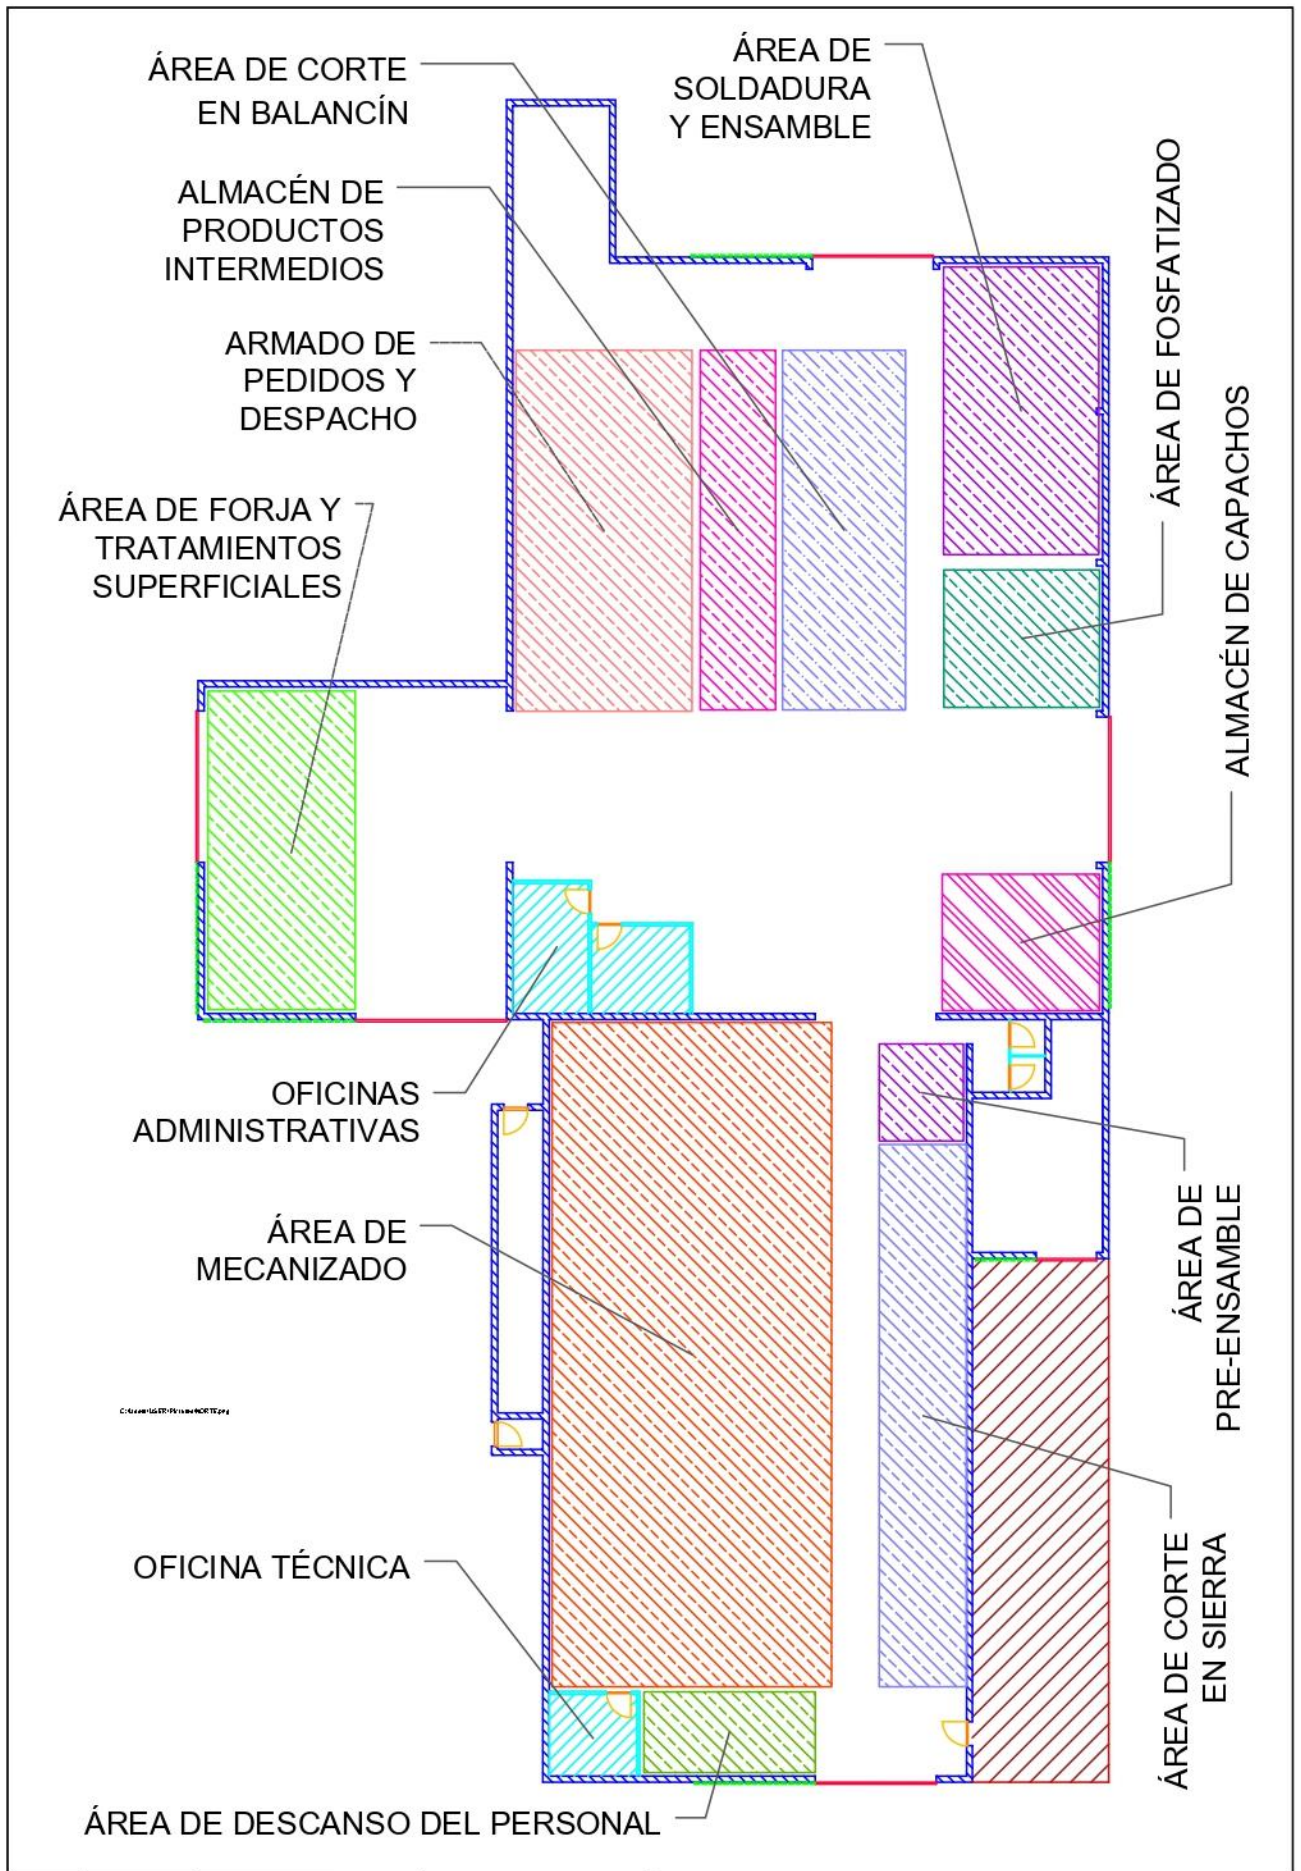 ÁREA DE CORTE
EN BALANCÍN
ÁREA DE
SOLDADURA
Y ENSAMBLE
ALMACÉN DE
PRODUCTOS
INTERMEDIOS
ÁREA DE FOSFATIZADO
ARMADO DE
PEDIDOS Y
DESPACHO
ALMACÉN DE CAPACHOS
ÁREA DE FORJA Y
TRATAMIENTOS
SUPERFICIALES
OFICINAS
ADMINISTRATIVAS
ÁREA DE
PRE-ENSAMBLE
ÁREA DE
MECANIZADO
OFICINA TÉCNICA
ÁREA DE CORTE
EN SIERRA
ÁREA DE DESCANSO DEL PERSONAL